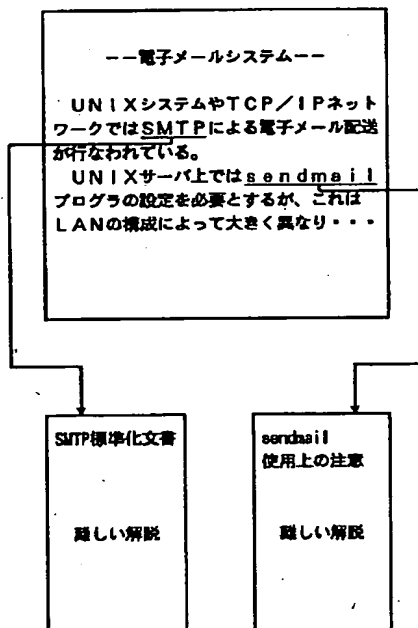 －－電子メールシステム－－
　UNIXシステムやTCP／IPネット
ワークではSMTPによる電子メール配送
が行なわれている。
　UNIXサーバ上ではsendmail
プログラの設定を必要とするが、これは
LANの構成によって大きく異なり・・・
SMTP標準化文書
難しい解説
sendmail
使用上の注意
難しい解説